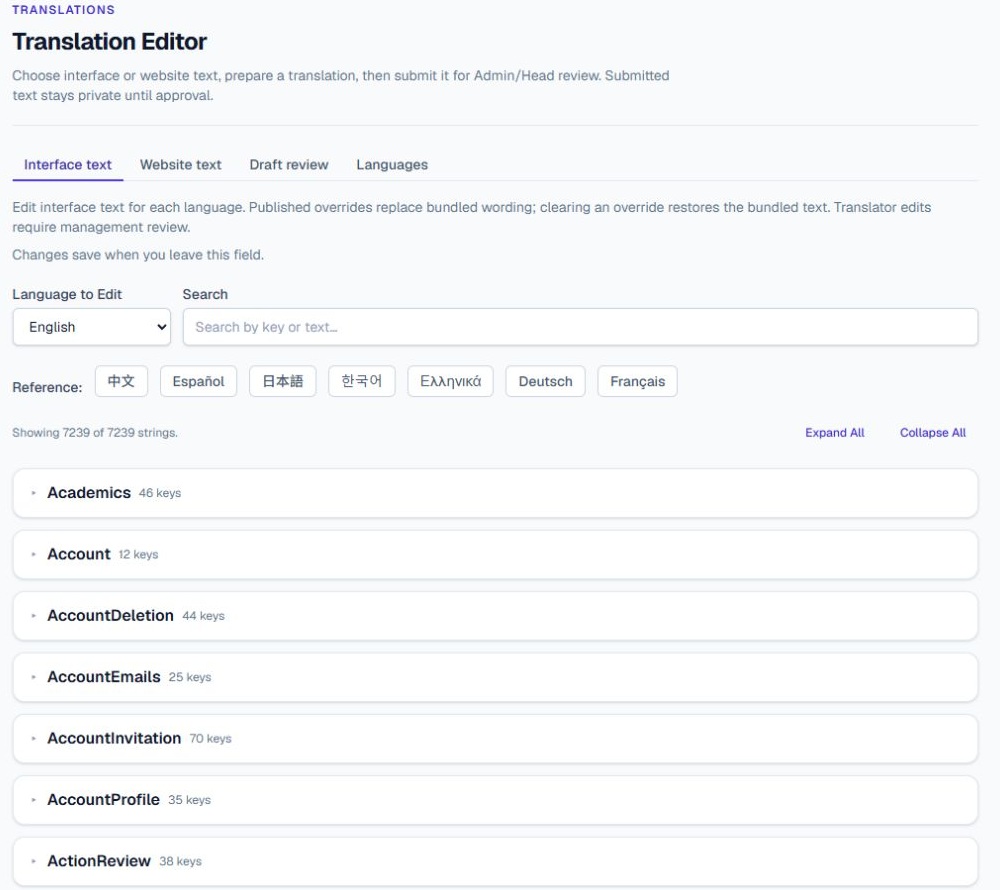 TRANSLATIONS
Translation Editor
Choose interface or website text, prepare a translation, then submit it for Admin/Head review. Submitted
text stays private until approval.
Interface text Website text Draft review Languages
Edit interface text for each language. Published overrides replace bundled wording; clearing an override restores the bundled text. Translator edits
require management review.
Changes save when you leave this field.
Language to Edit Search
English Search by key or text...
Reference: 中文 Español 日本語 한국어 Ελληνικά Deutsch Français
Showing 7239 of 7239 strings. Expand All Collapse All
Academics 46 keys
Account 12 keys
AccountDeletion 44 keys
AccountEmails 25 keys
AccountInvitation 70 keys
AccountProfile 35 keys
ActionReview 38 keys